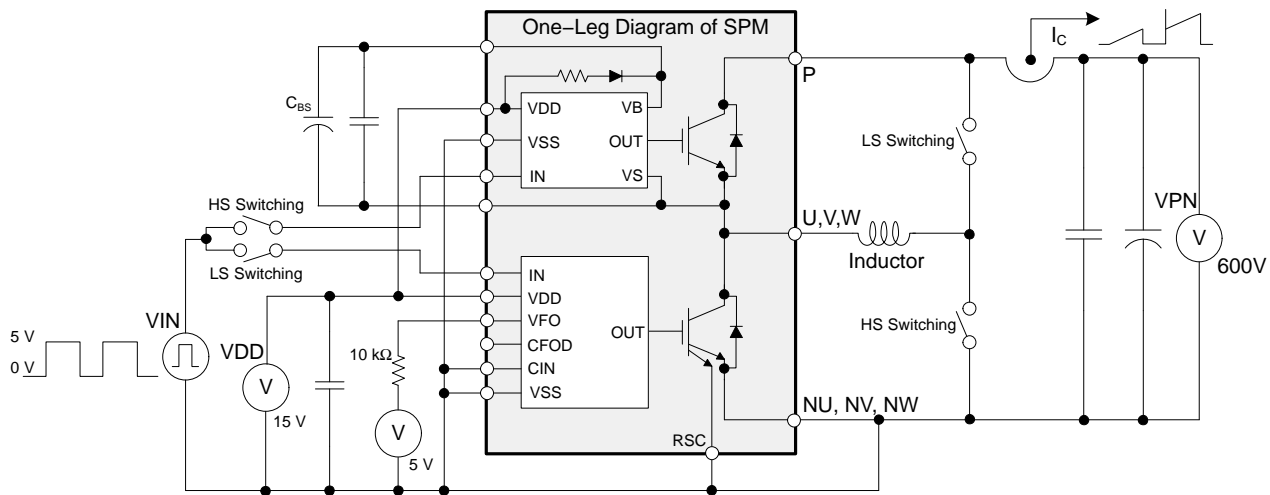 One–Leg Diagram of SPM
IC
P
CBS
VDD
VB
VSS
OUT
IN
VS
LS Switching
HS Switching
LS Switching
U,V,W
Inductor
VPN
V
600V
IN
VDD
VFO
CFOD
CIN
VSS
OUT
HS Switching
VIN
5 V
0 V
VDD
V
15 V
10 kΩ
V
5 V
NU, NV, NW
RSC